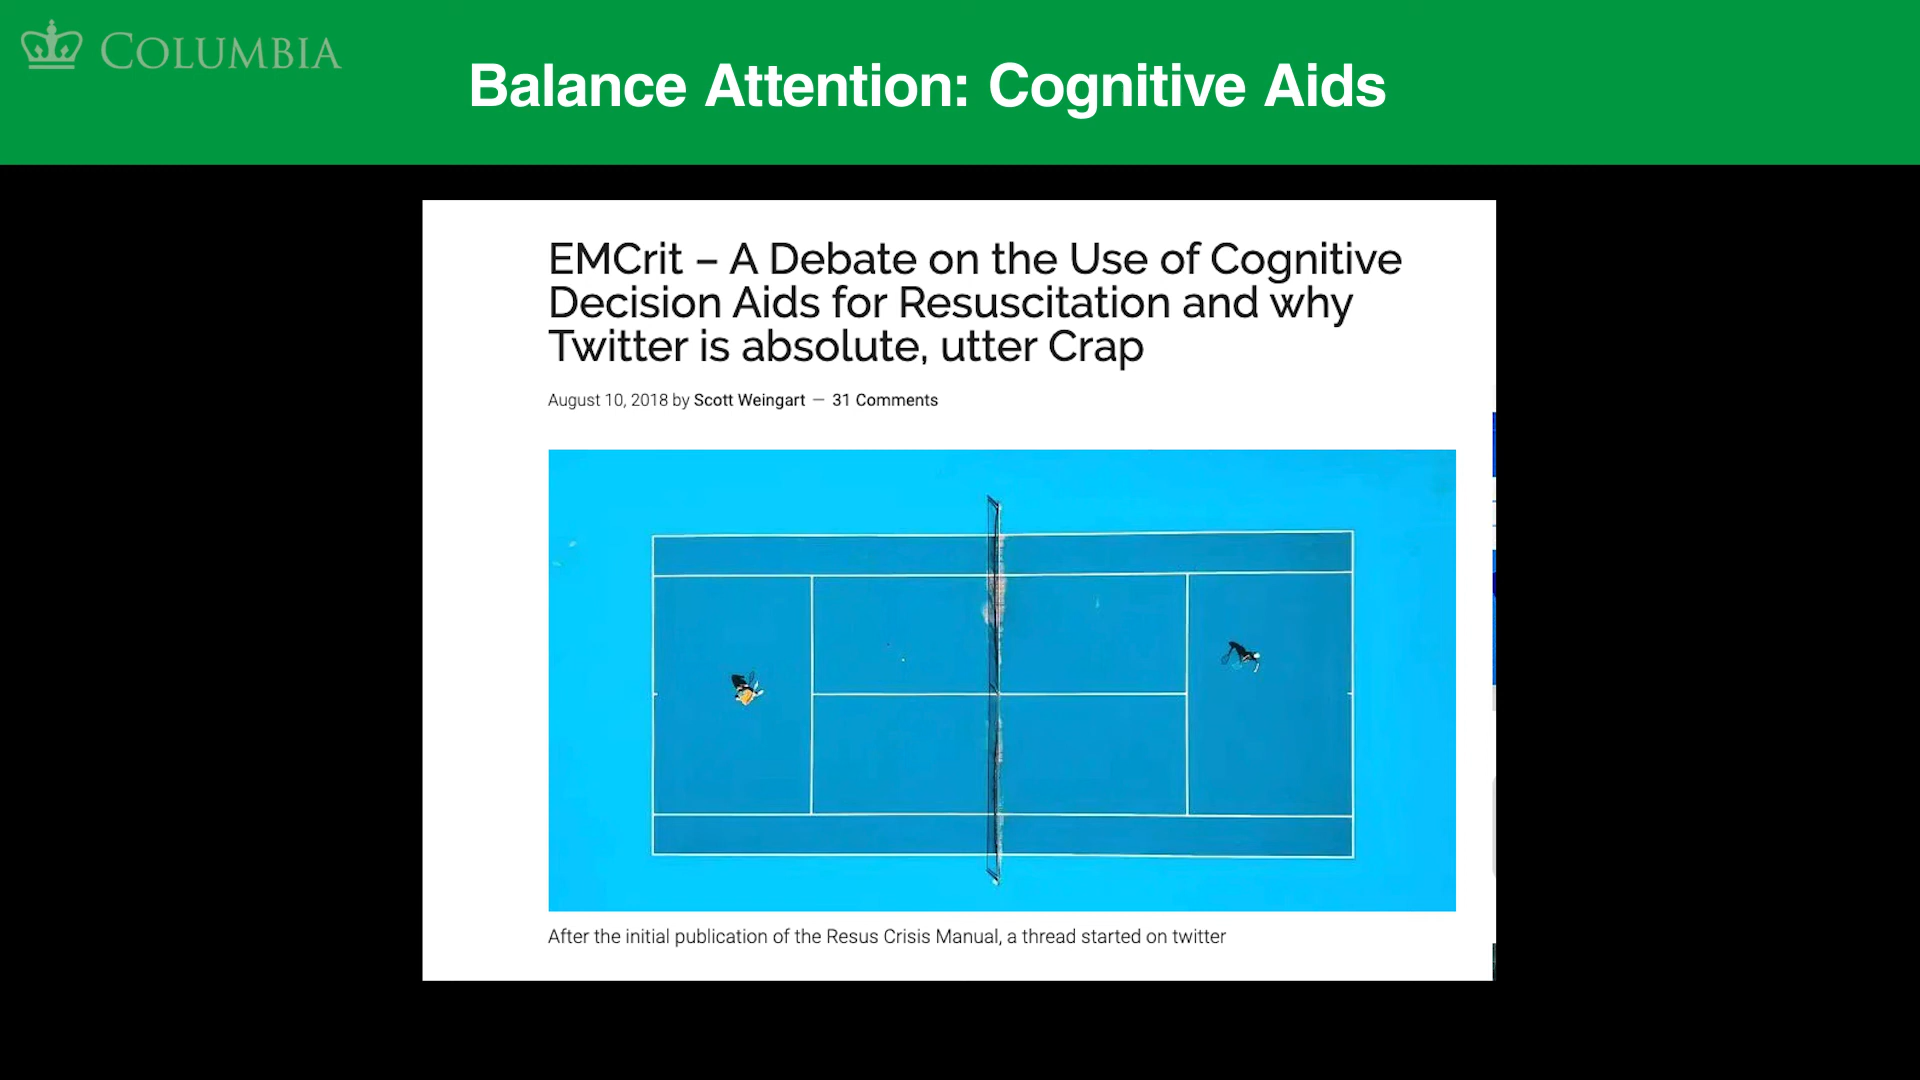 COLUMBIA
Balance Attention: Cognitive Aids
EMCrit – A Debate on the Use of Cognitive
Decision Aids for Resuscitation and why
Twitter is absolute, utter Crap
August 10, 2018 by Scott Weingart — 31 Comments
After the initial publication of the Resus Crisis Manual, a thread started on twitter